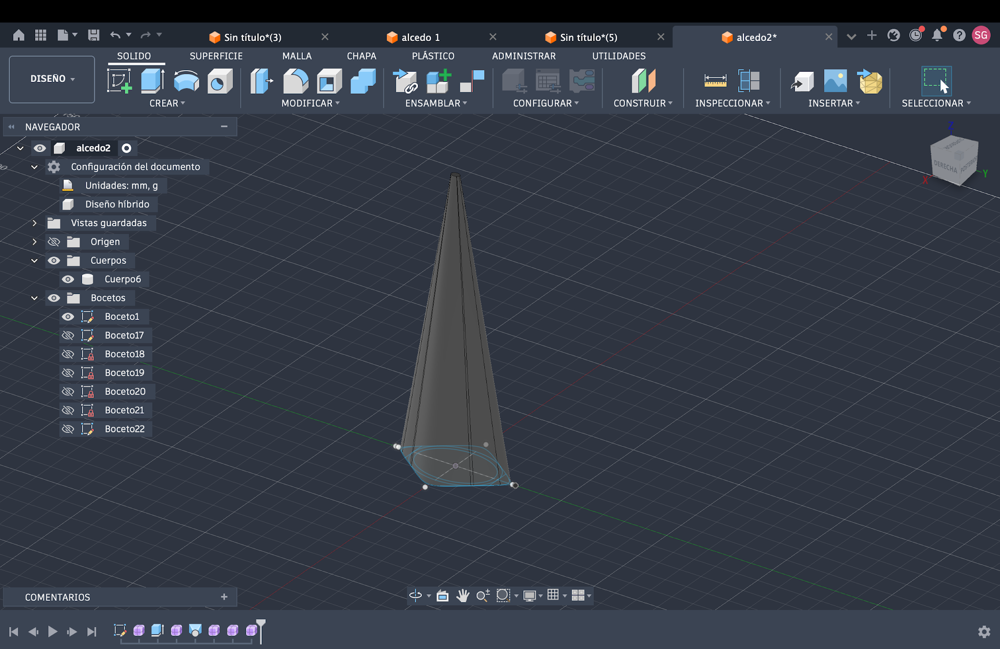 Sin título*(3)
alcedo 1
Sin título*(5)
alcedo2*
SG
DISEÑO
SOLIDO
SUPERFICIE
MALLA
CHAPA
PLÁSTICO
ADMINISTRAR
UTILIDADES
CREAR
MODIFICAR
ENSAMBLAR
CONFIGURAR
CONSTRUIR
INSPECCIONAR
INSERTAR
SELECCIONAR
NAVEGADOR
alcedo2
Configuración del documento
Unidades: mm, g
Diseño híbrido
Vistas guardadas
Origen
Cuerpos
Cuerpo6
Bocetos
Boceto1
Boceto17
Boceto18
Boceto19
Boceto20
Boceto21
Boceto22
Z
SUPERIOR
DERECHA
POSTERIOR
X
Y
COMENTARIOS